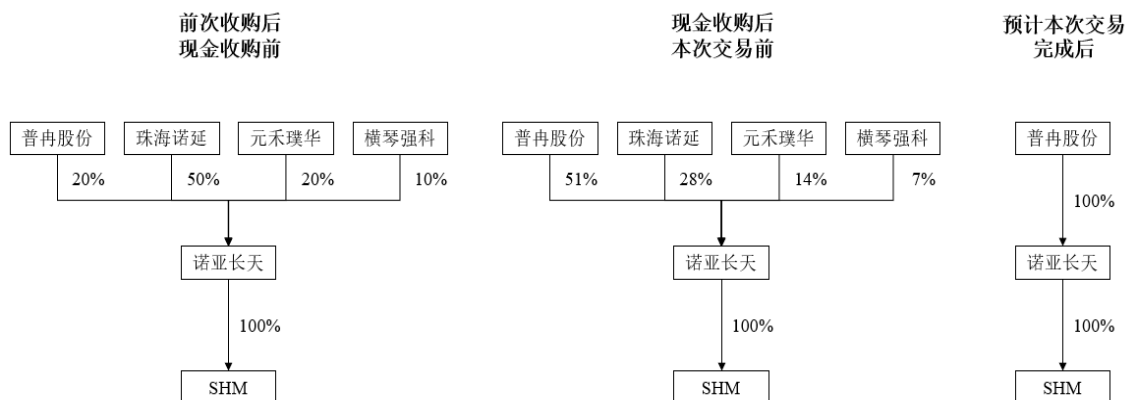 前次收购后
现金收购前
现金收购后
本次交易前
预计本次交易
完成后
普冉股份
珠海诺延
元禾璞华
横琴强科
普冉股份
珠海诺延
元禾璞华
横琴强科
普冉股份
20%
50%
20%
10%
51%
28%
14%
7%
100%
诺亚长天
诺亚长天
诺亚长天
100%
100%
100%
SHM
SHM
SHM